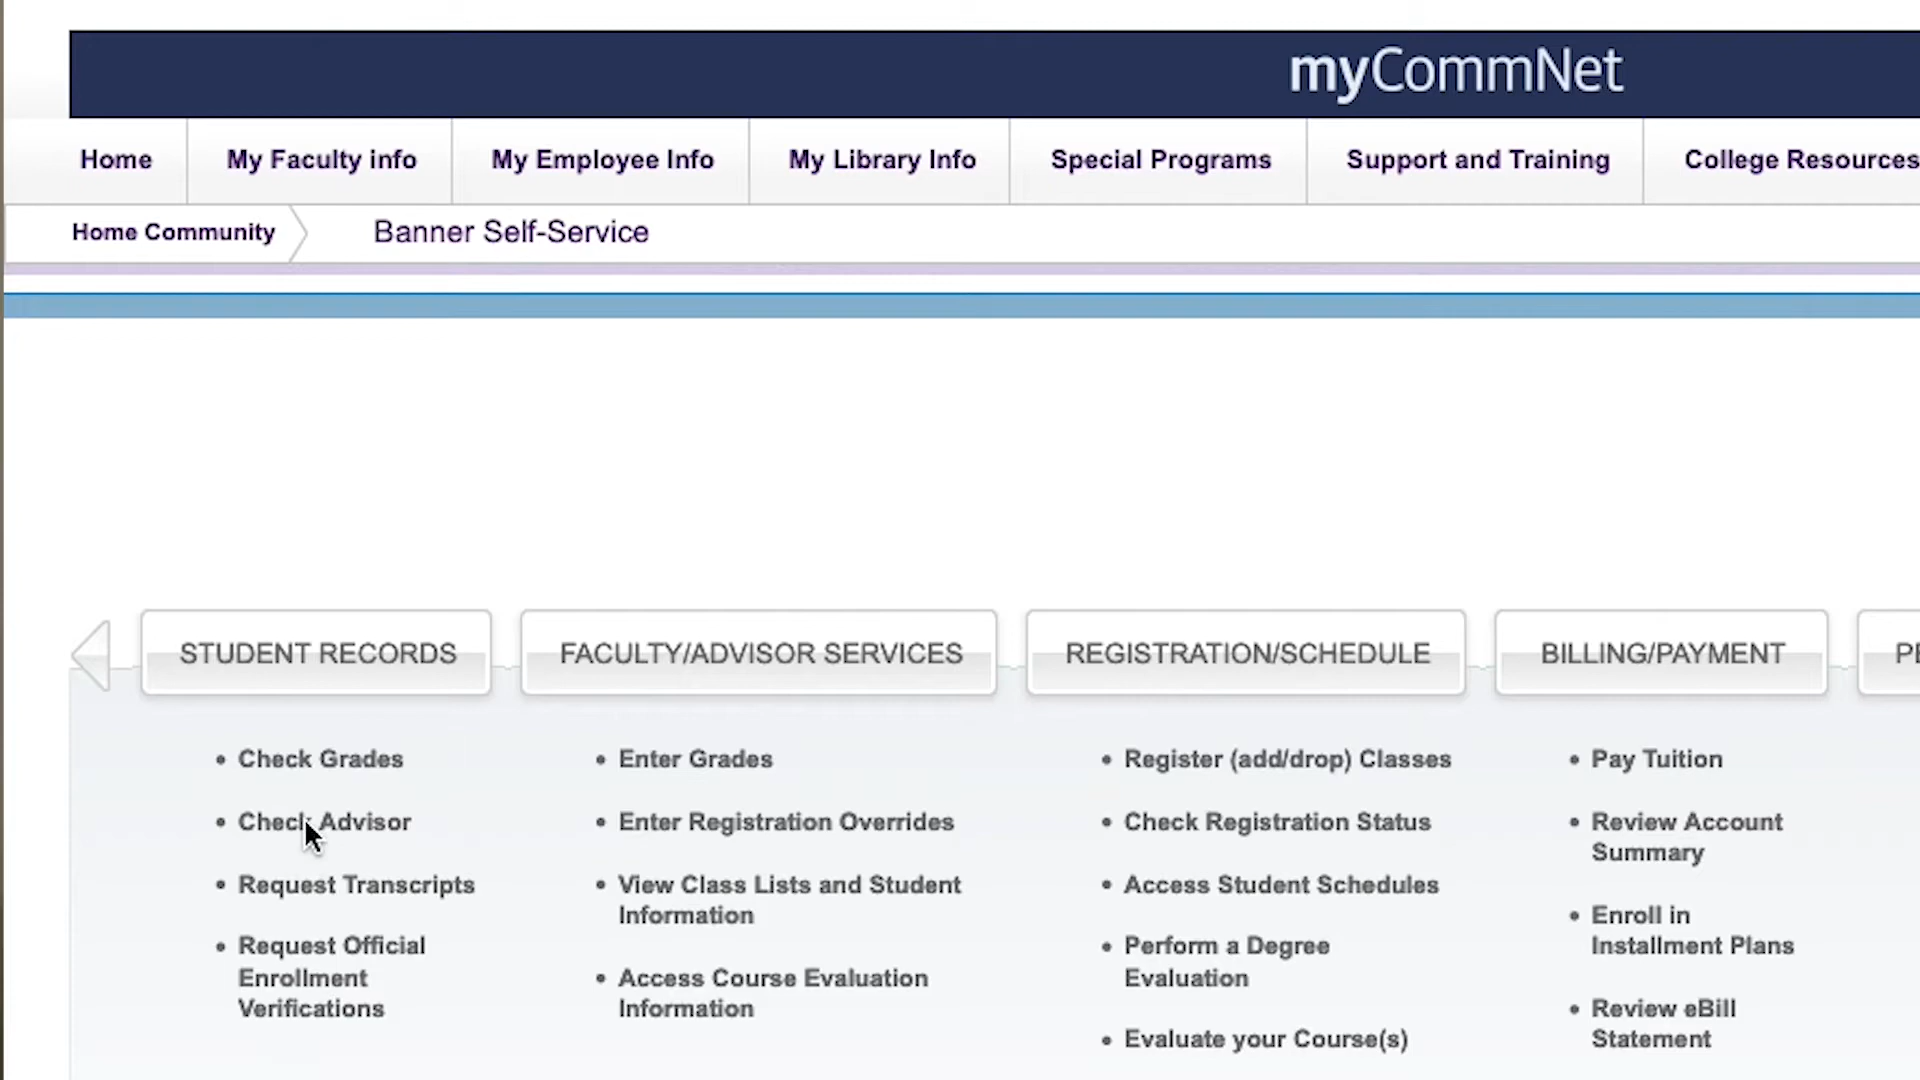 myCommNet
Home
My Faculty info
My Employee Info
My Library Info
Special Programs
Support and Training
College Resources
Home Community
Banner Self-Service
STUDENT RECORDS
Check Grades
Check Advisor
Request Transcripts
Request Official
Enrollment
Verifications
FACULTY/ADVISOR SERVICES
Enter Grades
Enter Registration Overrides
View Class Lists and Student
Information
Access Course Evaluation
Information
REGISTRATION/SCHEDULE
Register (add/drop) Classes
Check Registration Status
Access Student Schedules
Perform a Degree
Evaluation
Evaluate your Course(s)
BILLING/PAYMENT
Pay Tuition
Review Account
Summary
Enroll in
Installment Plans
Review eBill
Statement